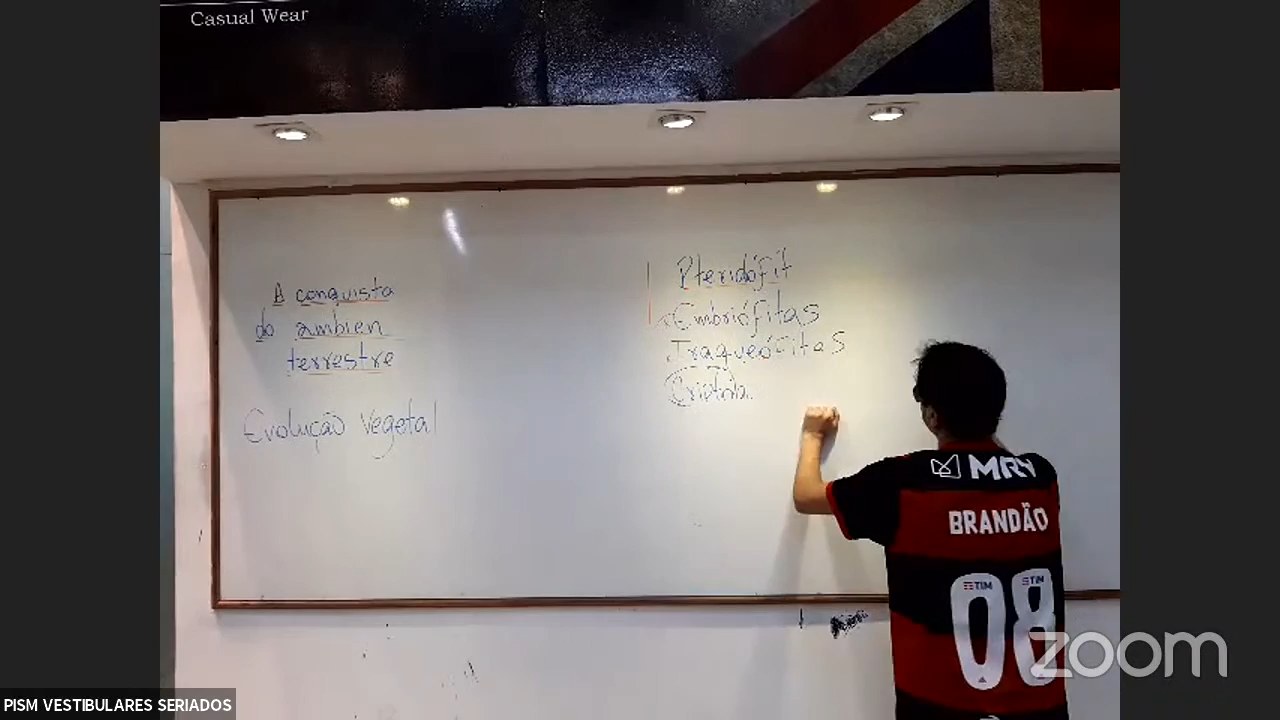 Casual Wear
A conquista
do ambien
terrestre
Evolução vegetal
Pteridófit
Embriófitas
Traqueófitas
MRV
BRANDÃO
TIM TIM
08
zoom
PISM VESTIBULARES SERIADOS